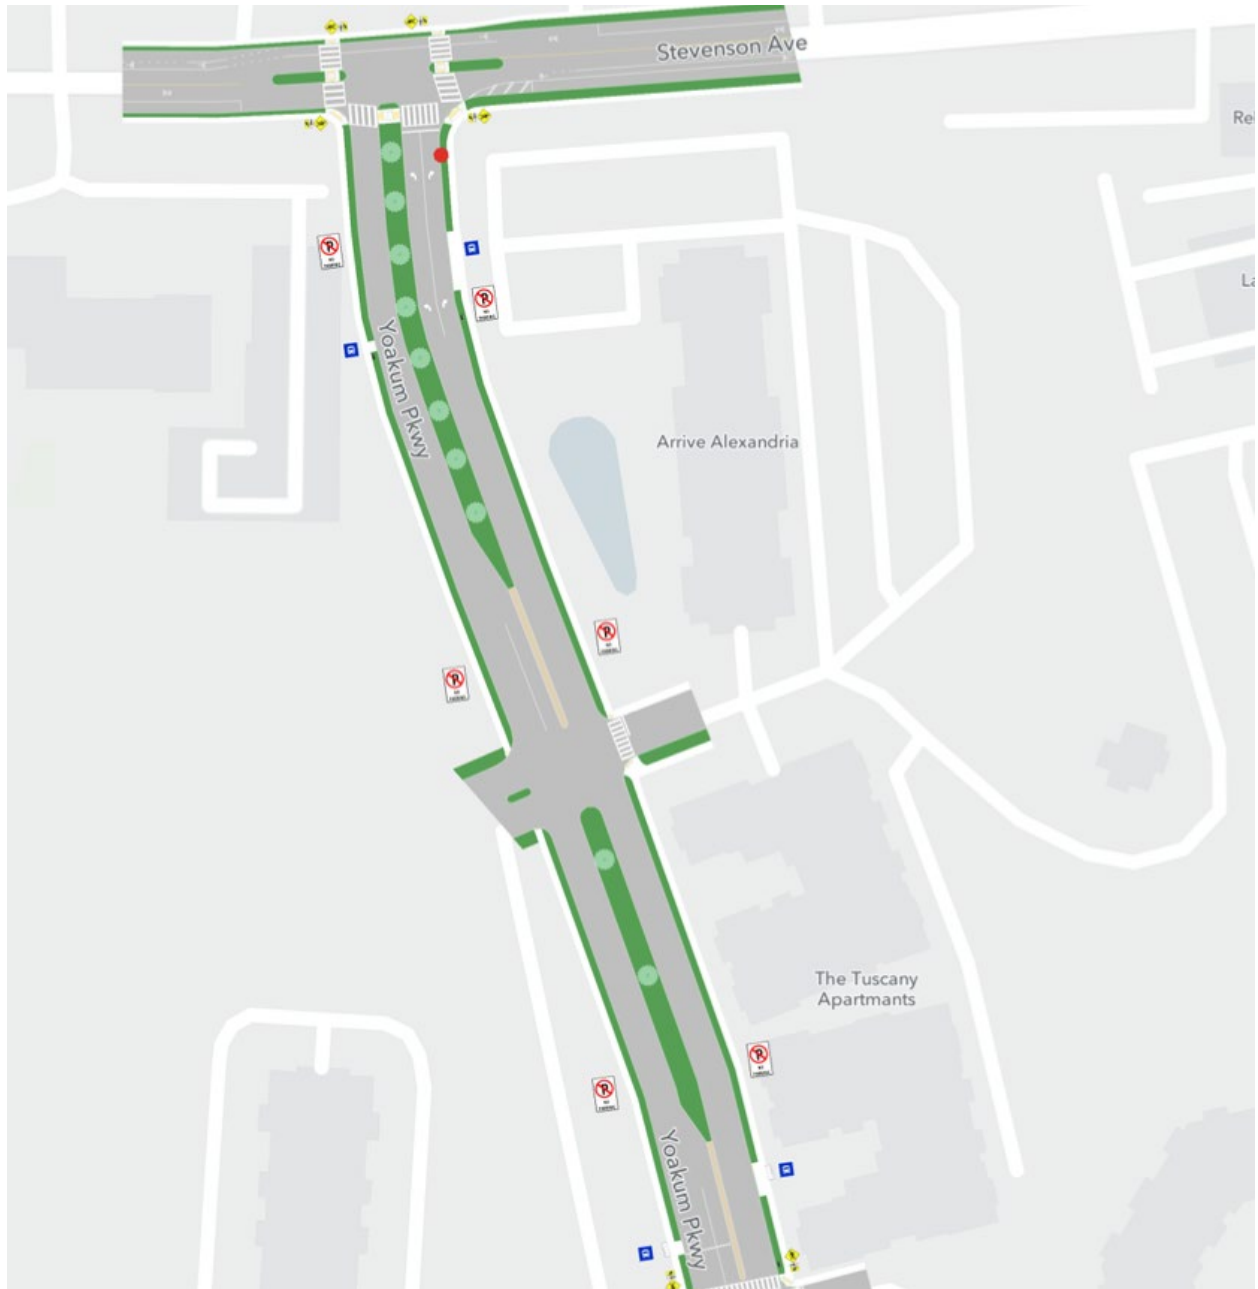 Stevenson Ave
Re
Yoakum Pkwy
La
Arrive Alexandria
The Tuscany
Apartmants
Yoakum Pkwy